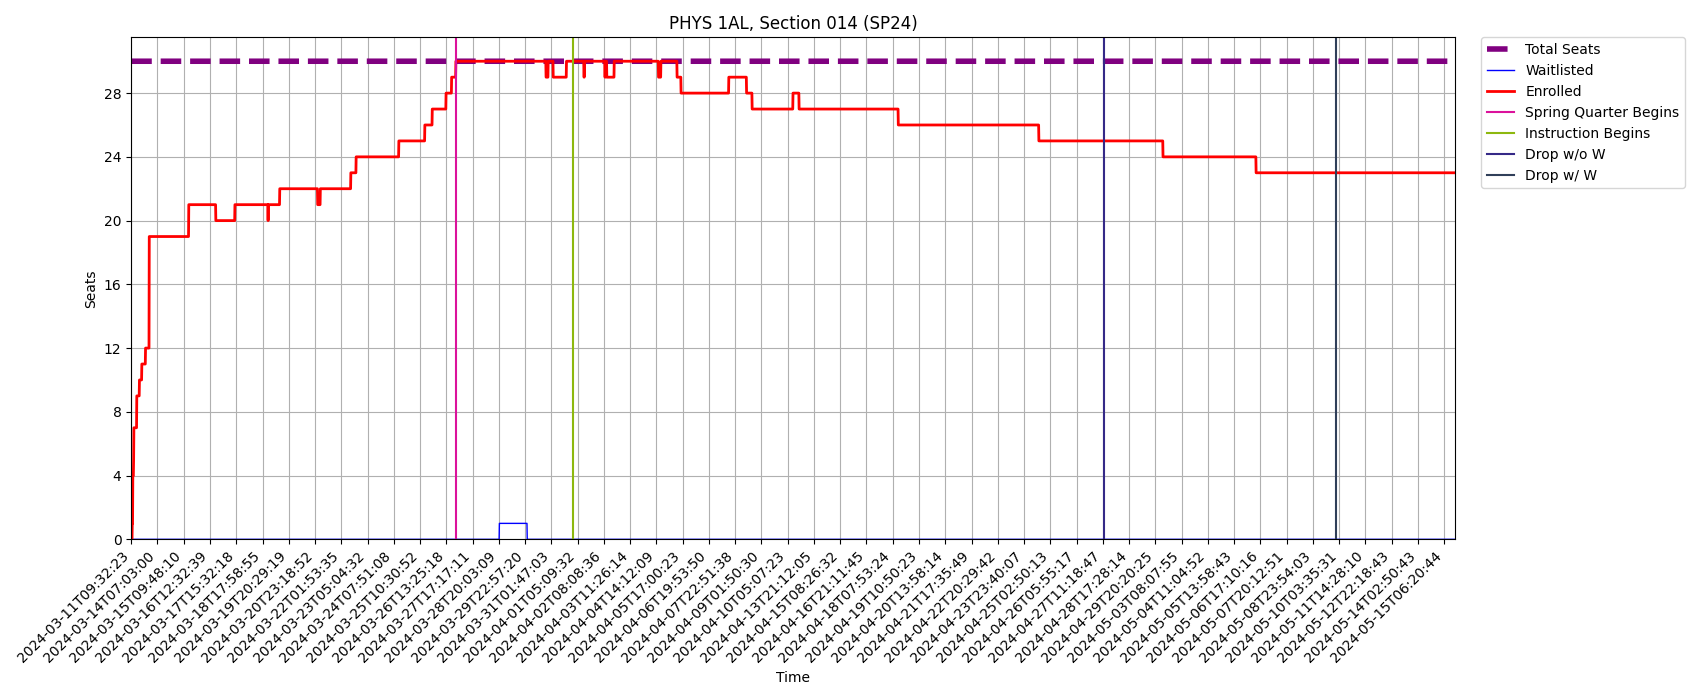 PHYS 1AL, Section 014 (SP24)
Total Seats
Waitlisted
Enrolled
Spring Quarter Begins
Instruction Begins
Drop w/o W
Drop w/ W
Seats
28
24
20
16
12
8
4
0
2024-03-11T09:32:23
2024-03-14T07:03:00
2024-03-15T09:48:10
2024-03-16T12:32:39
2024-03-17T15:32:18
2024-03-18T17:58:55
2024-03-19T20:29:19
2024-03-20T23:18:52
2024-03-22T01:53:35
2024-03-23T05:04:32
2024-03-24T07:51:08
2024-03-25T10:30:52
2024-03-26T13:25:18
2024-03-27T17:17:11
2024-03-28T20:03:09
2024-03-29T22:57:20
2024-03-31T01:47:03
2024-04-01T05:09:32
2024-04-02T08:08:36
2024-04-03T11:26:14
2024-04-04T14:12:09
2024-04-05T17:00:23
2024-04-06T19:53:50
2024-04-07T22:51:38
2024-04-09T01:50:30
2024-04-10T05:07:23
2024-04-13T21:12:05
2024-04-15T08:26:32
2024-04-16T21:11:45
2024-04-18T07:53:24
2024-04-19T10:50:23
2024-04-20T13:58:14
2024-04-21T17:35:49
2024-04-22T20:29:42
2024-04-23T23:40:07
2024-04-25T02:50:13
2024-04-26T05:55:17
2024-04-27T11:18:47
2024-04-28T17:28:14
2024-04-29T20:20:25
2024-05-03T08:07:55
2024-05-04T11:04:52
2024-05-05T13:58:43
2024-05-06T17:10:16
2024-05-07T20:12:51
2024-05-08T23:54:03
2024-05-10T03:35:31
2024-05-11T14:28:10
2024-05-12T22:18:43
2024-05-14T02:50:43
2024-05-15T06:20:44
Time